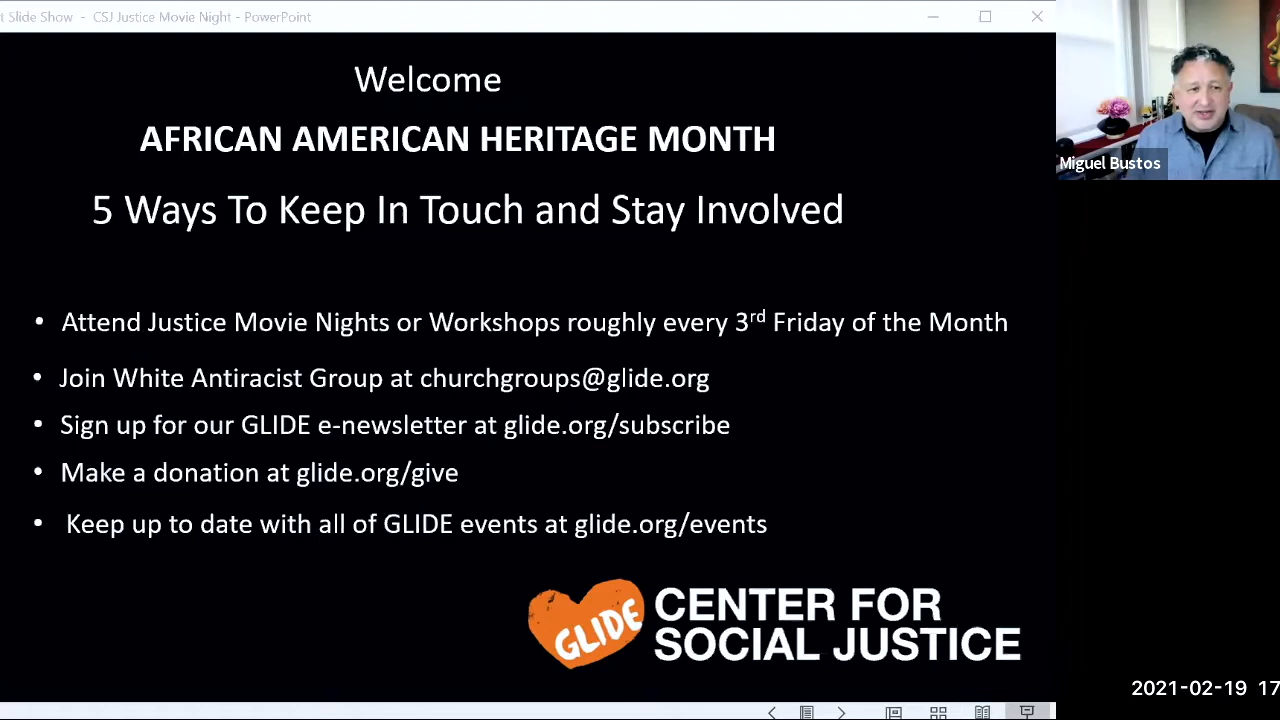 t Slide Show - CSJ Justice Movie Night - PowerPoint
Welcome
AFRICAN AMERICAN HERITAGE MONTH
5 Ways To Keep In Touch and Stay Involved
• Attend Justice Movie Nights or Workshops roughly every 3rd Friday of the Month
• Join White Antiracist Group at churchgroups@glide.org
• Sign up for our GLIDE e-newsletter at glide.org/subscribe
• Make a donation at glide.org/give
• Keep up to date with all of GLIDE events at glide.org/events
GLIDE
CENTER FOR
SOCIAL JUSTICE
Miguel Bustos
2021-02-19 17